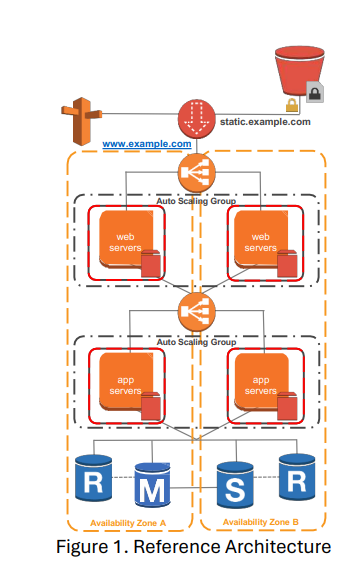 static.example.com
www.example.com
Auto Scaling Group
web
servers
web
servers
Auto Scaling Group
app
servers
app
servers
R
M
S
R
Availability Zone A
Availability Zone B
Figure 1. Reference Architecture